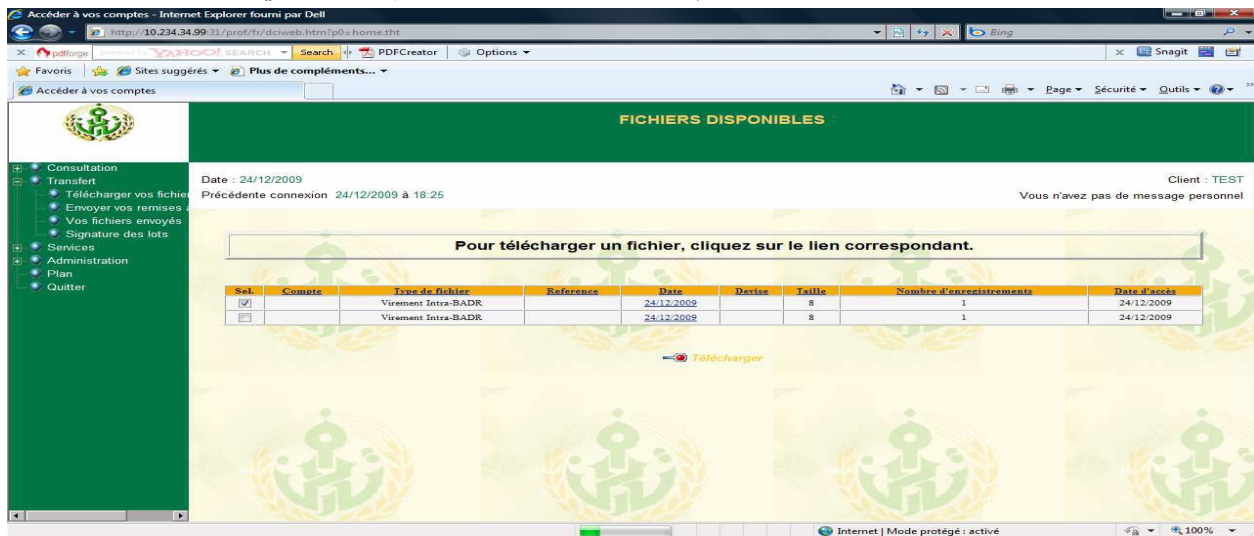 Accéder à vos comptes - Internet Explorer fourni par Dell
http://10.234.34.99:31/prof/fr/dciweb.htm?p0=home.tht
Bing
pdfforge YAHOO! SEARCH Search PDFCreator Options Snagit
Favoris Sites suggérés Plus de compléments...
Accéder à vos comptes Page Sécurité Outils
FICHIERS DISPONIBLES
Consultation
Transfert
Télécharger vos fichie
Envoyer vos remises
Vos fichiers envoyés
Signature des lots
Services
Administration
Plan
Quitter
Date : 24/12/2009 Client : TEST
Précédente connexion 24/12/2009 à 18:25 Vous n'avez pas de message personnel
Pour télécharger un fichier, cliquez sur le lien correspondant.
Sel. Compte Type de fichier Reference Date Devise Taille Nombre d'enregistrements Date d'accès
Virement Intra-BADR 24/12/2009 8 1 24/12/2009
Virement Intra-BADR 24/12/2009 8 1 24/12/2009
Télécharger
Internet | Mode protégé : activé 100%